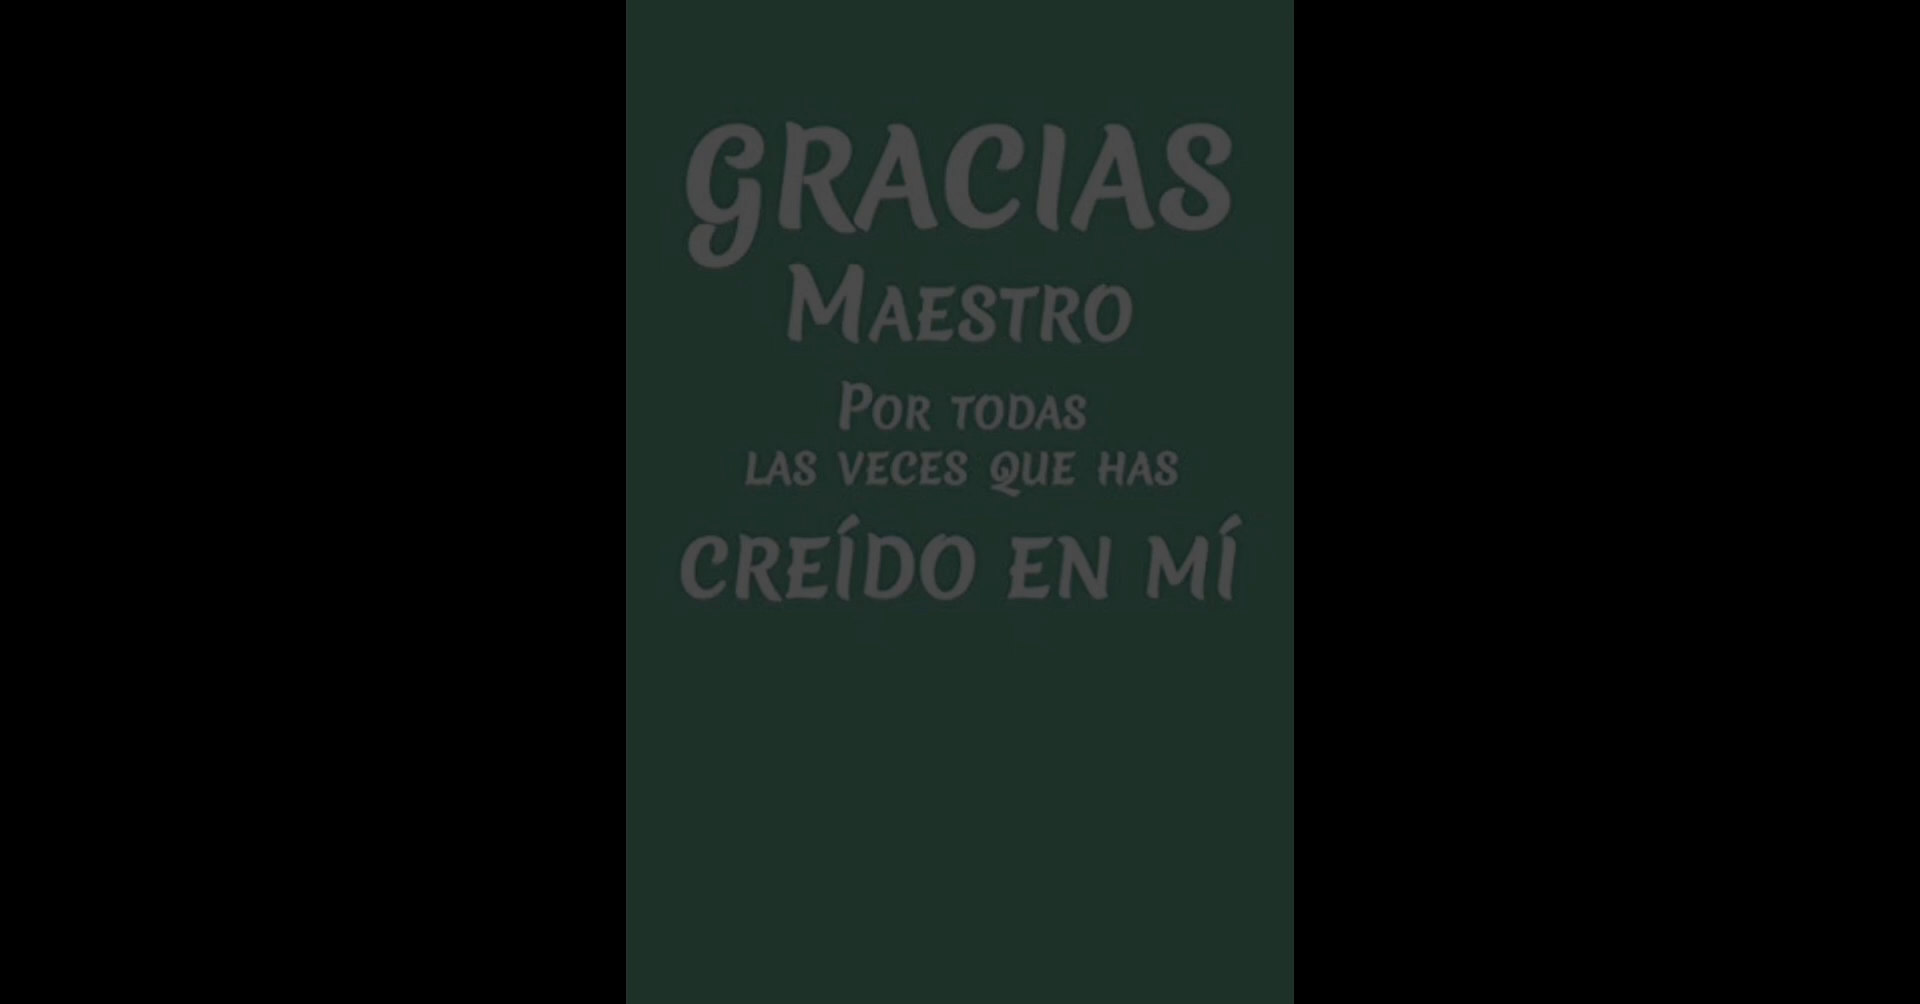 GRACIAS
MAESTRO
POR TODAS
LAS VECES QUE HAS
CREÍDO EN MÍ